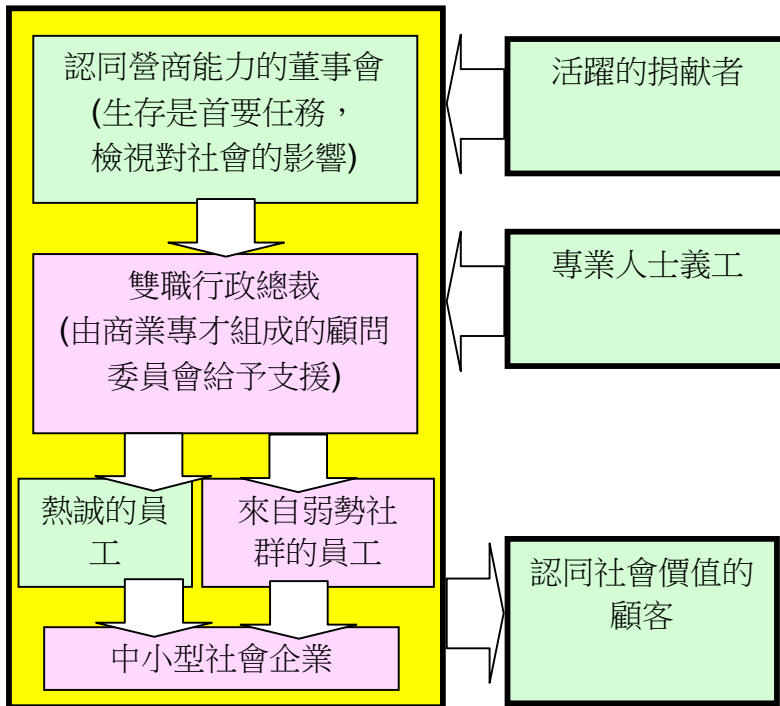 認同營商能力的董事會
(生存是首要任務，
檢視對社會的影響)
活躍的捐献者
雙職行政總裁
(由商業專才組成的顧問
委員會給予支援)
專業人士義工
熱誠的員
工
來自弱勢社
群的員工
認同社會價值的
顧客
中小型社會企業